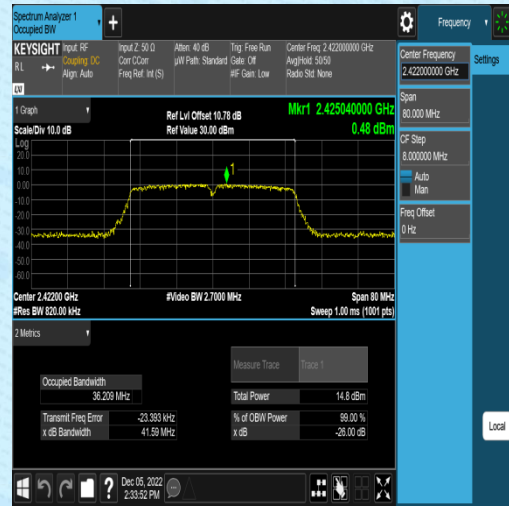 Spectrum Analyzer 1
Occupied BW
Frequency
KEYSIGHT
Input: RF
Input Z: 50 Ω
Atten: 40 dB
Trig: Free Run
Center Freq: 2.422000000 GHz
R L
Coupling: DC
Corr CCorr
µW Path: Standard
Gate: Off
Avg|Hold: 50/50
Align: Auto
Freq Ref: Int (S)
#IF Gain: Low
Radio Std: None
LXI
1 Graph
Ref Lvl Offset 10.78 dB
Mkr1 2.425040000 GHz
Scale/Div 10.0 dB
Ref Value 30.00 dBm
0.48 dBm
Log
20.0
10.0
0.00
-10.0
-20.0
-30.0
-40.0
-50.0
-60.0
1
Center 2.42200 GHz
#Video BW 2.7000 MHz
Span 80 MHz
#Res BW 820.00 kHz
Sweep 1.00 ms (1001 pts)
2 Metrics
Measure Trace
Trace 1
Occupied Bandwidth
36.209 MHz
Total Power
14.8 dBm
Transmit Freq Error
-23.393 kHz
% of OBW Power
99.00 %
x dB Bandwidth
41.59 MHz
x dB
-26.00 dB
Dec 05, 2022
2:33:52 PM
Center Frequency
2.422000000 GHz
Settings
Span
80.000 MHz
CF Step
8.000000 MHz
Auto
Man
Freq Offset
0 Hz
Local